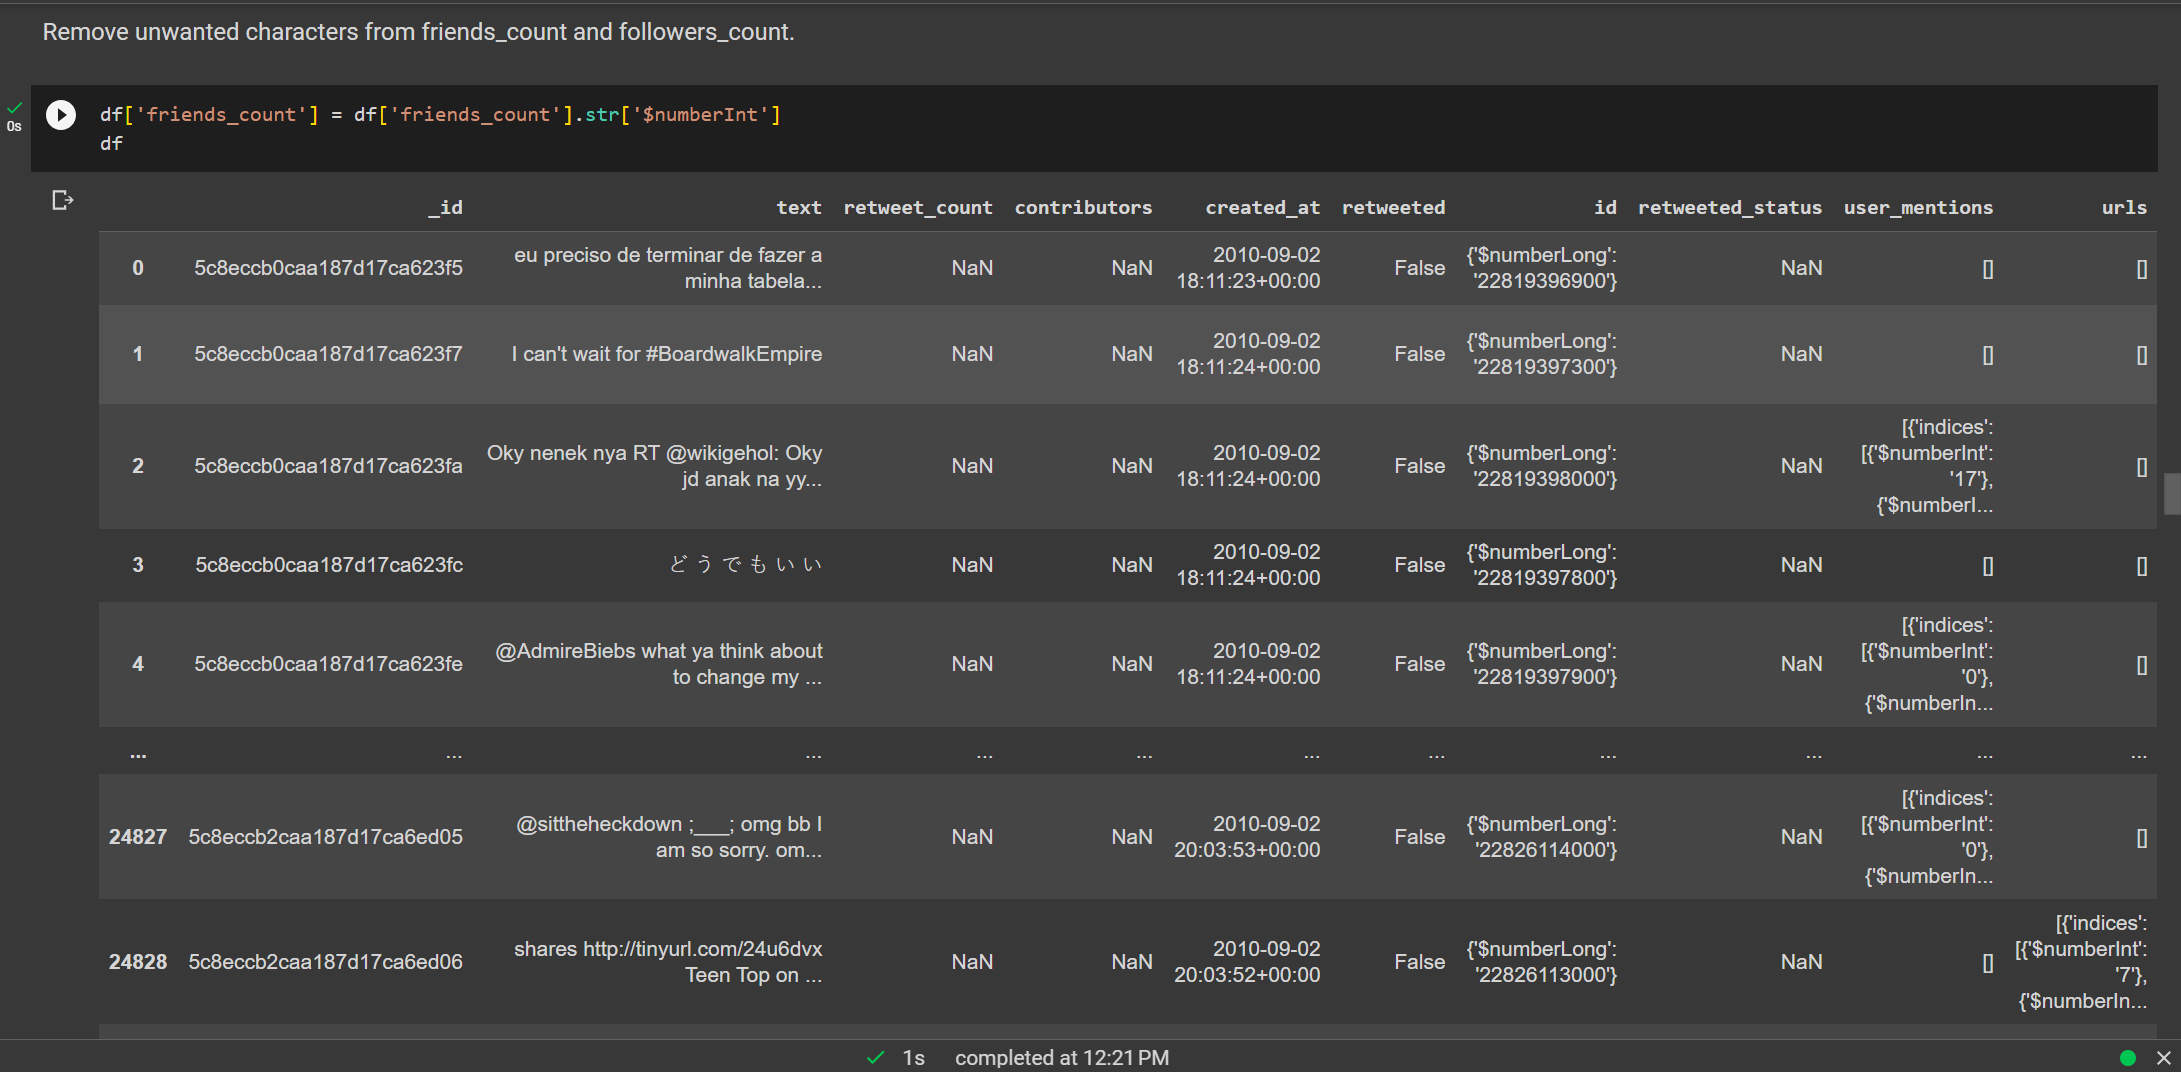 Remove unwanted characters from friends_count and followers_count.
0s
df['friends_count'] = df['friends_count'].str['$numberInt']
df
_id text retweet_count contributors created_at retweeted id retweeted_status user_mentions urls
0 5c8eccb0caa187d17ca623f5 eu preciso de terminar de fazer a minha tabela... NaN NaN 2010-09-02 18:11:23+00:00 False {'$numberLong': '22819396900'} NaN [] []
1 5c8eccb0caa187d17ca623f7 I can't wait for #BoardwalkEmpire NaN NaN 2010-09-02 18:11:24+00:00 False {'$numberLong': '22819397300'} NaN [] []
2 5c8eccb0caa187d17ca623fa Oky nenek nya RT @wikigehol: Oky jd anak na yy... NaN NaN 2010-09-02 18:11:24+00:00 False {'$numberLong': '22819398000'} NaN [{'indices': [{'$numberInt': '17'}, {'$numberI... []
3 5c8eccb0caa187d17ca623fc どうでもいい NaN NaN 2010-09-02 18:11:24+00:00 False {'$numberLong': '22819397800'} NaN [] []
4 5c8eccb0caa187d17ca623fe @AdmireBiebs what ya think about to change my ... NaN NaN 2010-09-02 18:11:24+00:00 False {'$numberLong': '22819397900'} NaN [{'indices': [{'$numberInt': '0'}, {'$numberIn... []
... ... ... ... ... ... ... ... ... ... ...
24827 5c8eccb2caa187d17ca6ed05 @sittheheckdown ;___; omg bb I am so sorry. om... NaN NaN 2010-09-02 20:03:53+00:00 False {'$numberLong': '22826114000'} NaN [{'indices': [{'$numberInt': '0'}, {'$numberIn... []
24828 5c8eccb2caa187d17ca6ed06 shares http://tinyurl.com/24u6dvx Teen Top on ... NaN NaN 2010-09-02 20:03:52+00:00 False {'$numberLong': '22826113000'} NaN [] [{'indices': [{'$numberInt': '7'}, {'$numberIn...
1s completed at 12:21 PM